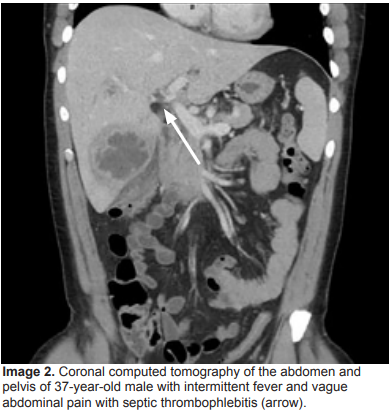 Image 2. Coronal computed tomography of the abdomen and
pelvis of 37-year-old male with intermittent fever and vague
abdominal pain with septic thrombophlebitis (arrow).